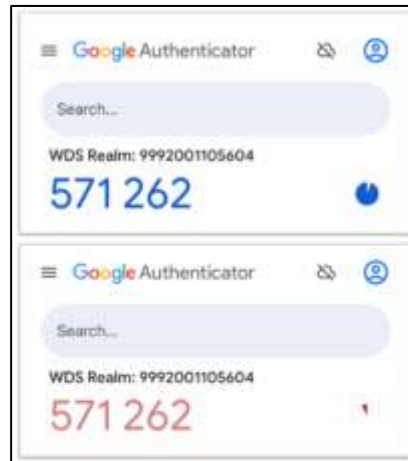 Google Authenticator
Search...
WDS Realm: 9992001105604
571 262
Google Authenticator
Search...
WDS Realm: 9992001105604
571 262